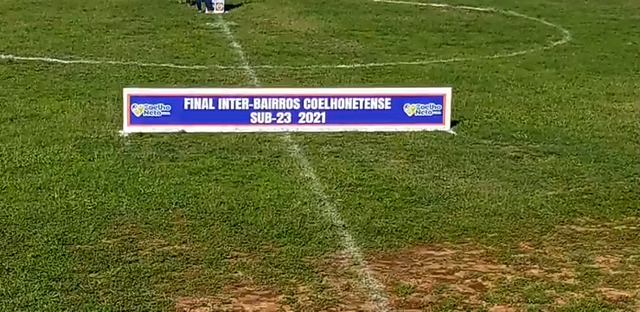 FINAL INTER-BAIRROS COELHONETENSE
SUB-23 2021
Coelho
Neto
Coelho
Neto